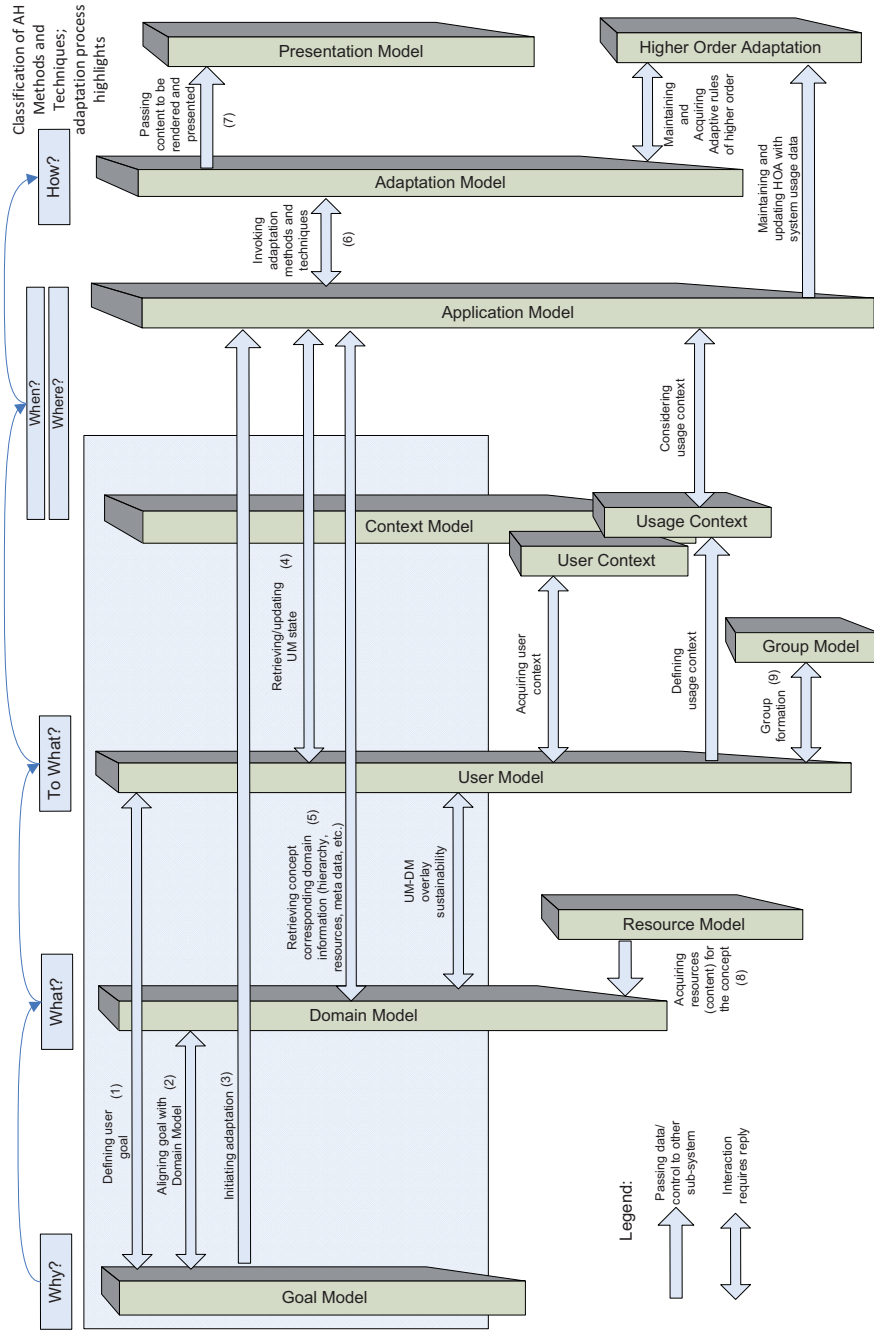 Classification of AH
Methods and
Techniques;
adaptation process
highlights
Why?
What?
To What?
When?
Where?
How?
Goal Model
Domain Model
Resource Model
User Model
Group Model
User Context
Usage Context
Context Model
Application Model
Adaptation Model
Presentation Model
Higher Order Adaptation
Defining user
goal
(1)
Aligning goal with
Domain Model
(2)
Initiating adaptation (3)
Retrieving/updating
UM state
(4)
Retrieving concept
corresponding domain
information (hierarchy,
resources, meta data, etc.)
(5)
UM-DM
overlay
sustainability
Acquiring
resources
(content) for
the concept
(8)
Acquiring user
context
Defining
usage context
Group
formation
(9)
Considering
usage context
Invoking
adaptation
methods and
techniques
(6)
Passing
content to be
rendered and
presented
(7)
Maintaining
and
Acquiring
Adaptive rules
of higher order
Maintaining and
updating HOA with
system usage data
Legend:
Passing data/
control to other
sub-system
Interaction
requires reply